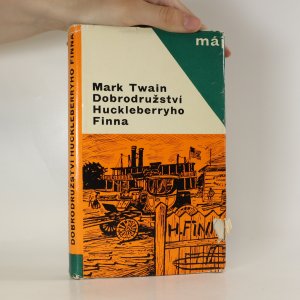 máj
Mark Twain
Dobrodružství
Huckleberryho
Finna
H.FINN
DOBRODRUŽSTVÍ HUCKLEBERRYHO FINNA